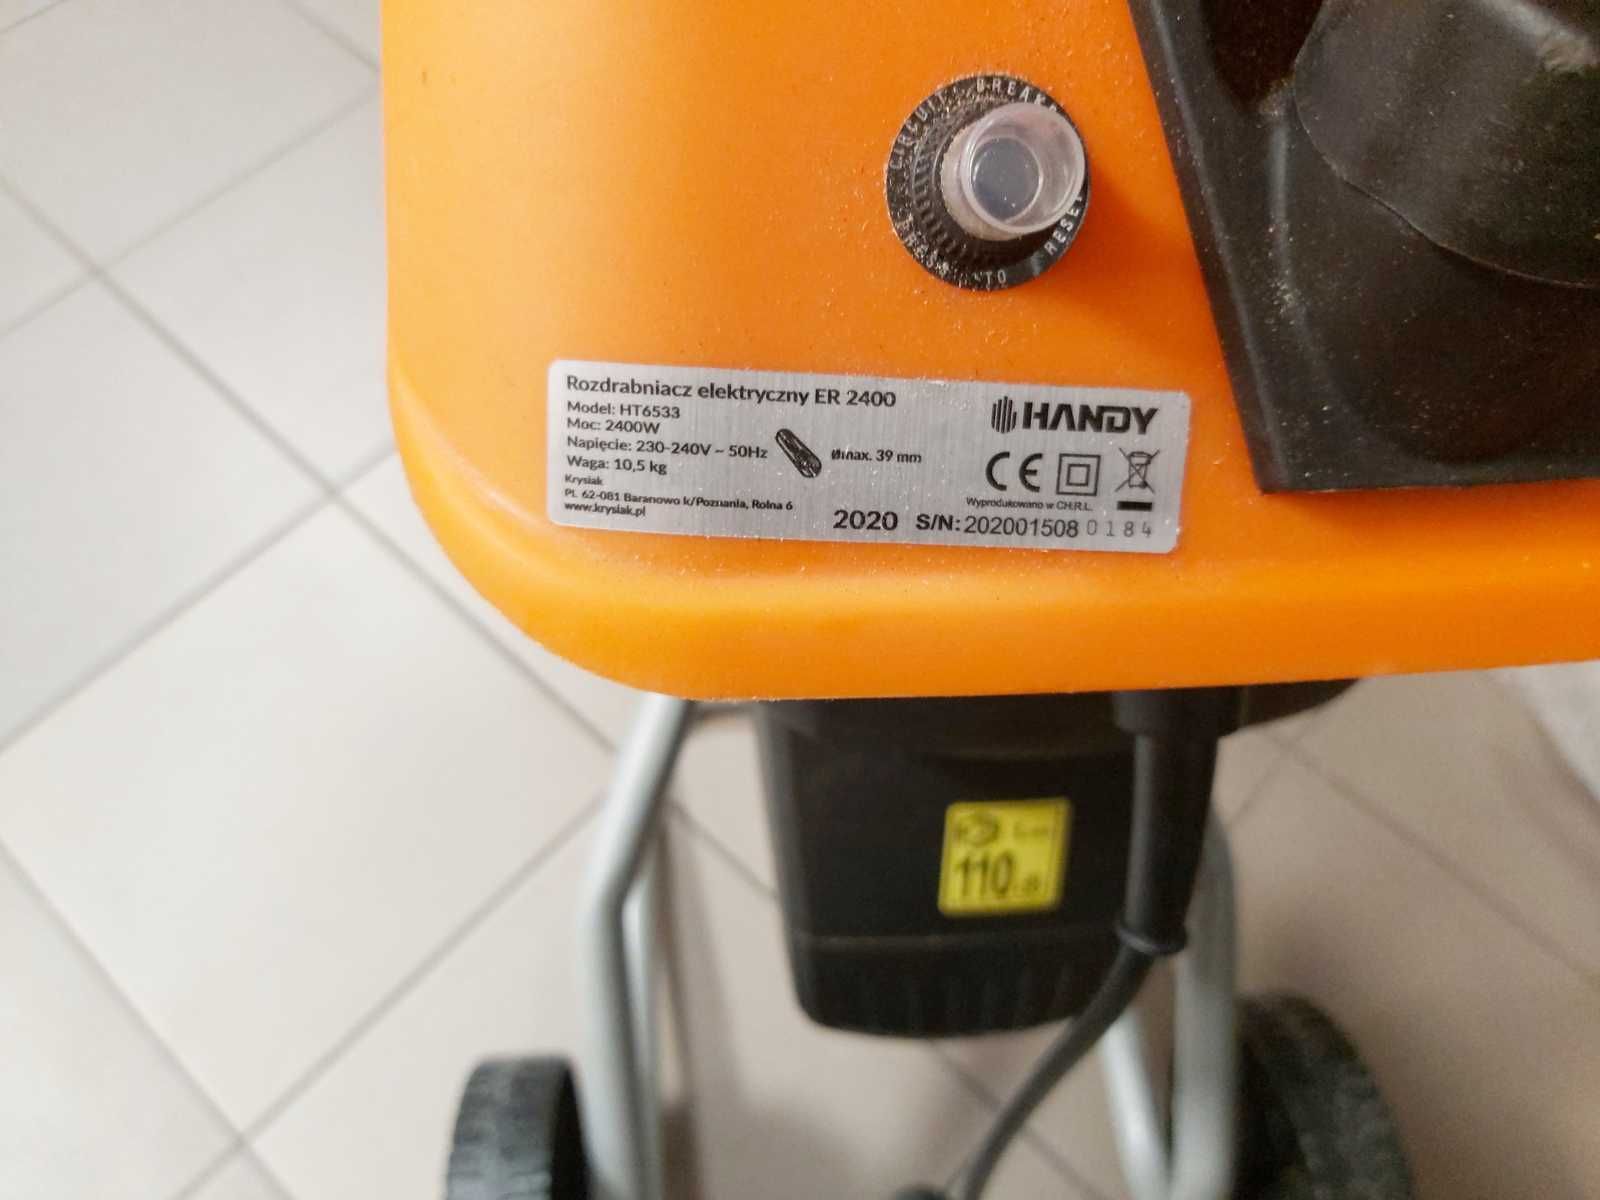 CIRCUIT BREAKER
PRESS TO RESET
Rozdrabniacz elektryczny ER 2400
Model: HT6533
Moc: 2400W
Napięcie: 230-240V ~ 50Hz
Waga: 10,5 kg
Krysiak
PL 62-081 Baranowo k/Poznania, Rolna 6
www.krysiak.pl
Ømax. 39 mm
HANDY
CE
Wyprodukowano w CH.R.L.
2020 S/N: 202001508 0184
110